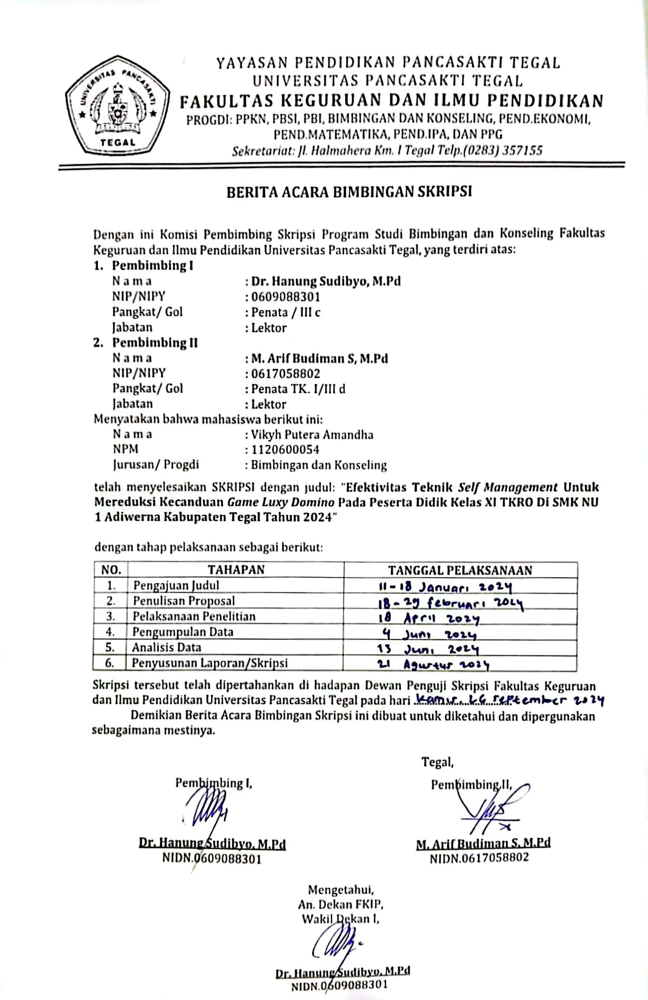 UNIVERSITAS PANCASAKTI
TEGAL
YAYASAN PENDIDIKAN PANCASAKTI TEGAL
UNIVERSITAS PANCASAKTI TEGAL
FAKULTAS KEGURUAN DAN ILMU PENDIDIKAN
PROGDI: PPKN, PBSI, PBI, BIMBINGAN DAN KONSELING, PEND.EKONOMI,
PEND.MATEMATIKA, PEND.IPA, DAN PPG
Sekretariat: Jl. Halmahera Km. 1 Tegal Telp.(0283) 357155
BERITA ACARA BIMBINGAN SKRIPSI
Dengan ini Komisi Pembimbing Skripsi Program Studi Bimbingan dan Konseling Fakultas
Keguruan dan Ilmu Pendidikan Universitas Pancasakti Tegal, yang terdiri atas:
1. Pembimbing I
N a m a : Dr. Hanung Sudibyo, M.Pd
NIP/NIPY : 0609088301
Pangkat/ Gol : Penata / III c
Jabatan : Lektor
2. Pembimbing II
N a m a : M. Arif Budiman S, M.Pd
NIP/NIPY : 0617058802
Pangkat/ Gol : Penata TK. I/III d
Jabatan : Lektor
Menyatakan bahwa mahasiswa berikut ini:
N a m a : Vikyh Putera Amandha
NPM : 1120600054
Jurusan/ Progdi : Bimbingan dan Konseling
telah menyelesaikan SKRIPSI dengan judul: "Efektivitas Teknik Self Management Untuk
Mereduksi Kecanduan Game Luxy Domino Pada Peserta Didik Kelas XI TKRO Di SMK NU
1 Adiwerna Kabupaten Tegal Tahun 2024"
dengan tahap pelaksanaan sebagai berikut:
NO. TAHAPAN TANGGAL PELAKSANAAN
1. Pengajuan Judul 11-18 Januari 2024
2. Penulisan Proposal 18-29 februari 2024
3. Pelaksanaan Penelitian 18 April 2024
4. Pengumpulan Data 4 Juni 2024
5. Analisis Data 13 Juni 2024
6. Penyusunan Laporan/Skripsi 21 Agustus 2024
Skripsi tersebut telah dipertahankan di hadapan Dewan Penguji Skripsi Fakultas Keguruan
dan Ilmu Pendidikan Universitas Pancasakti Tegal pada hari Kamis, 26 September 2024
Demikian Berita Acara Bimbingan Skripsi ini dibuat untuk diketahui dan dipergunakan
sebagaimana mestinya.
Tegal,
Pembimbing I, Pembimbing II,
Dr. Hanung Sudibyo, M.Pd M. Arif Budiman S, M.Pd
NIDN.0609088301 NIDN.0617058802
Mengetahui,
An. Dekan FKIP,
Wakil Dekan I,
Dr. Hanung Sudibyo, M.Pd
NIDN.0609088301